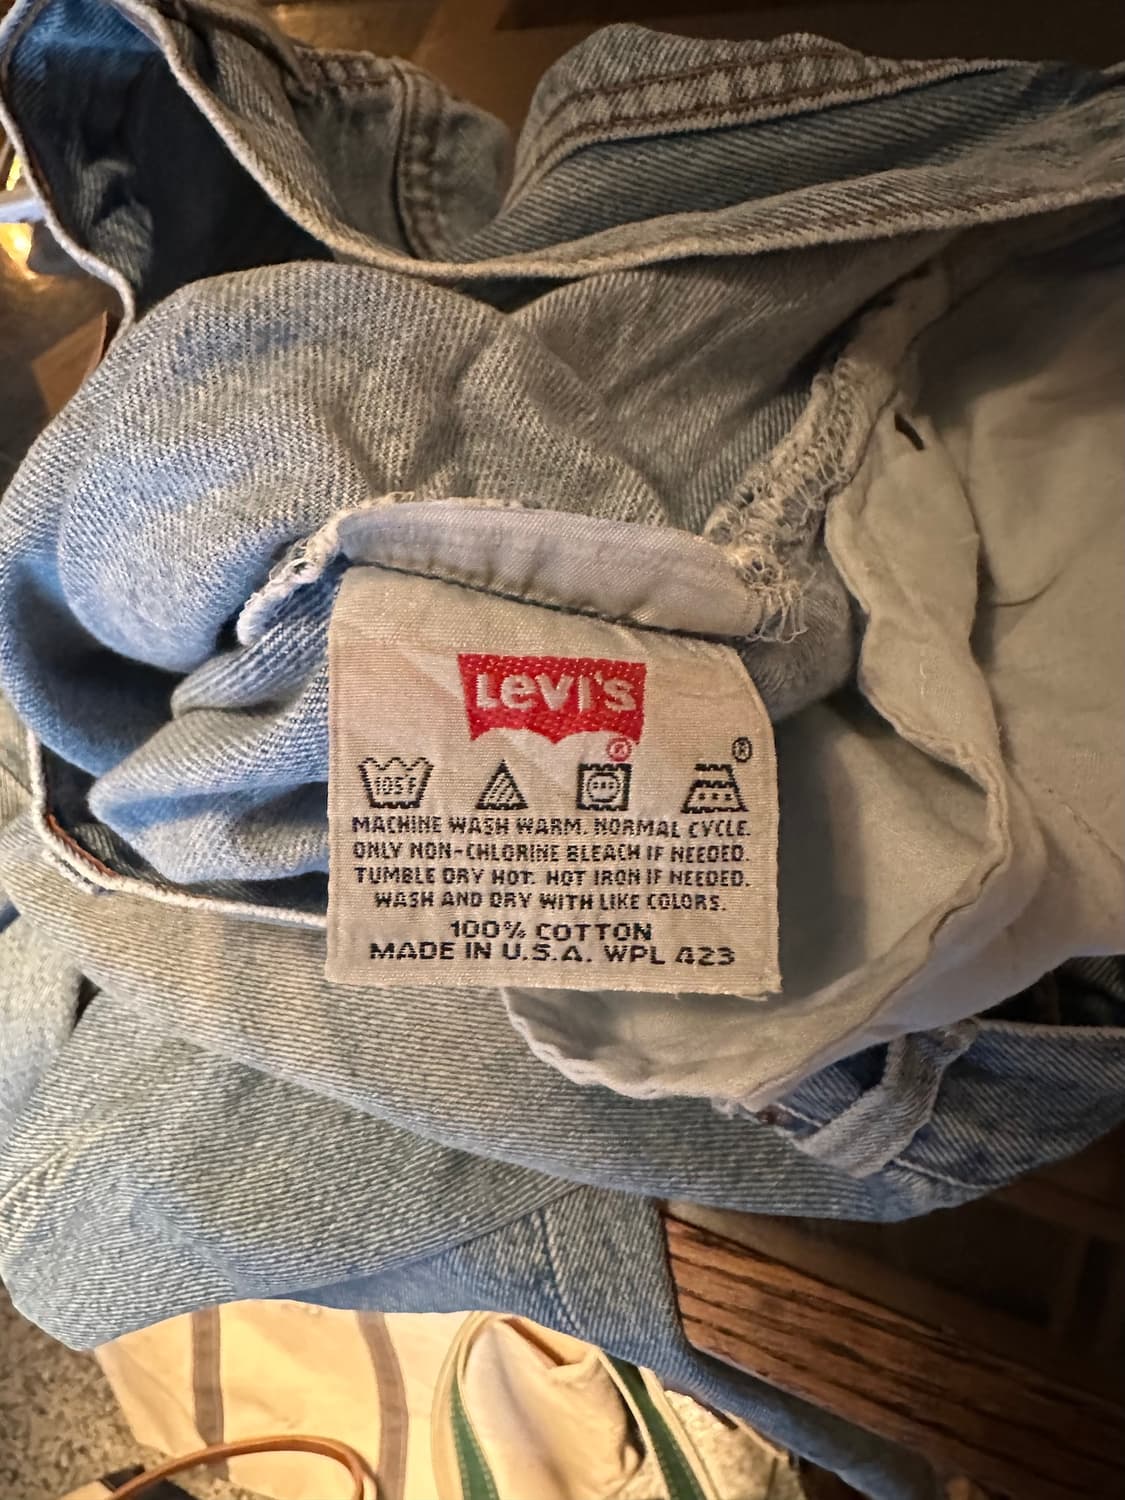 Levi's
®
®
105F
MACHINE WASH WARM. NORMAL CYCLE.
ONLY NON-CHLORINE BLEACH IF NEEDED.
TUMBLE DRY HOT. HOT IRON IF NEEDED.
WASH AND DRY WITH LIKE COLORS.
100% COTTON
MADE IN U.S.A. WPL 423